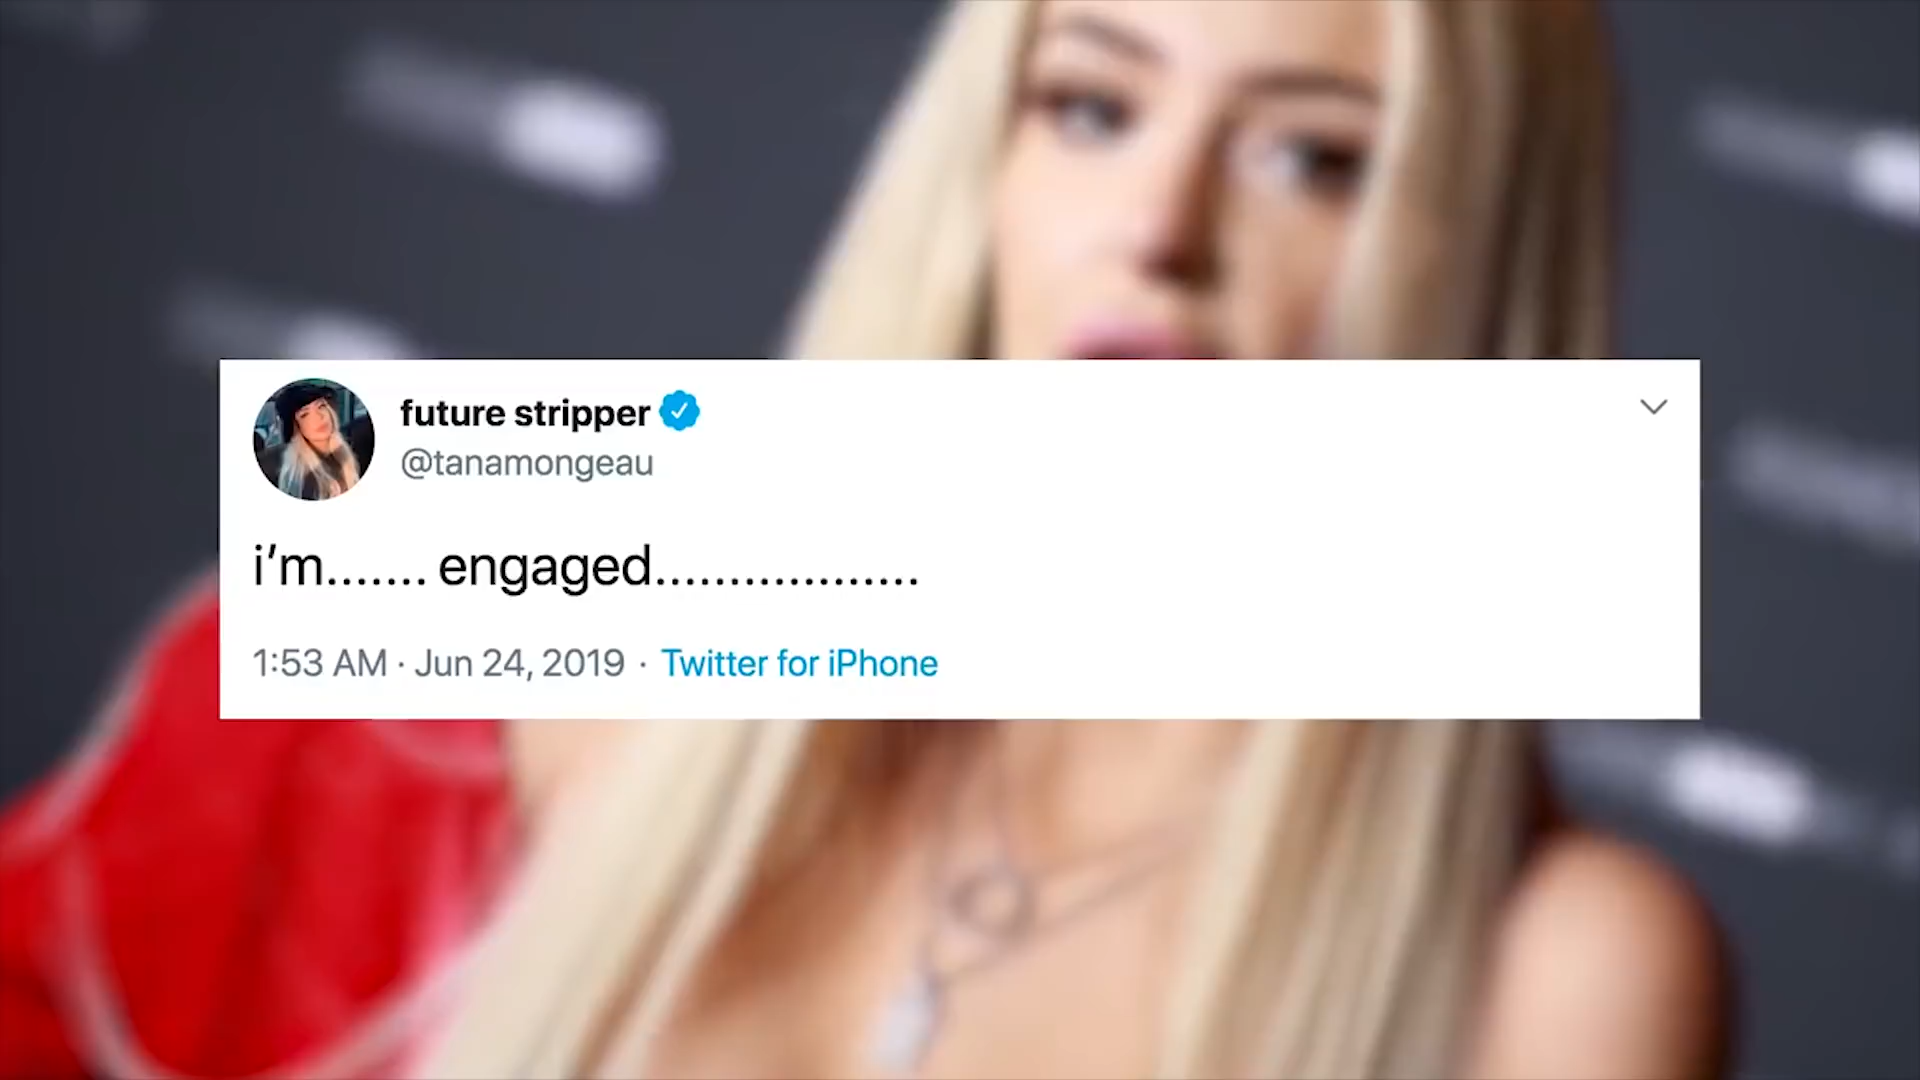 future stripper
@tanamongeau
i’m....... engaged..................
1:53 AM · Jun 24, 2019 · Twitter for iPhone